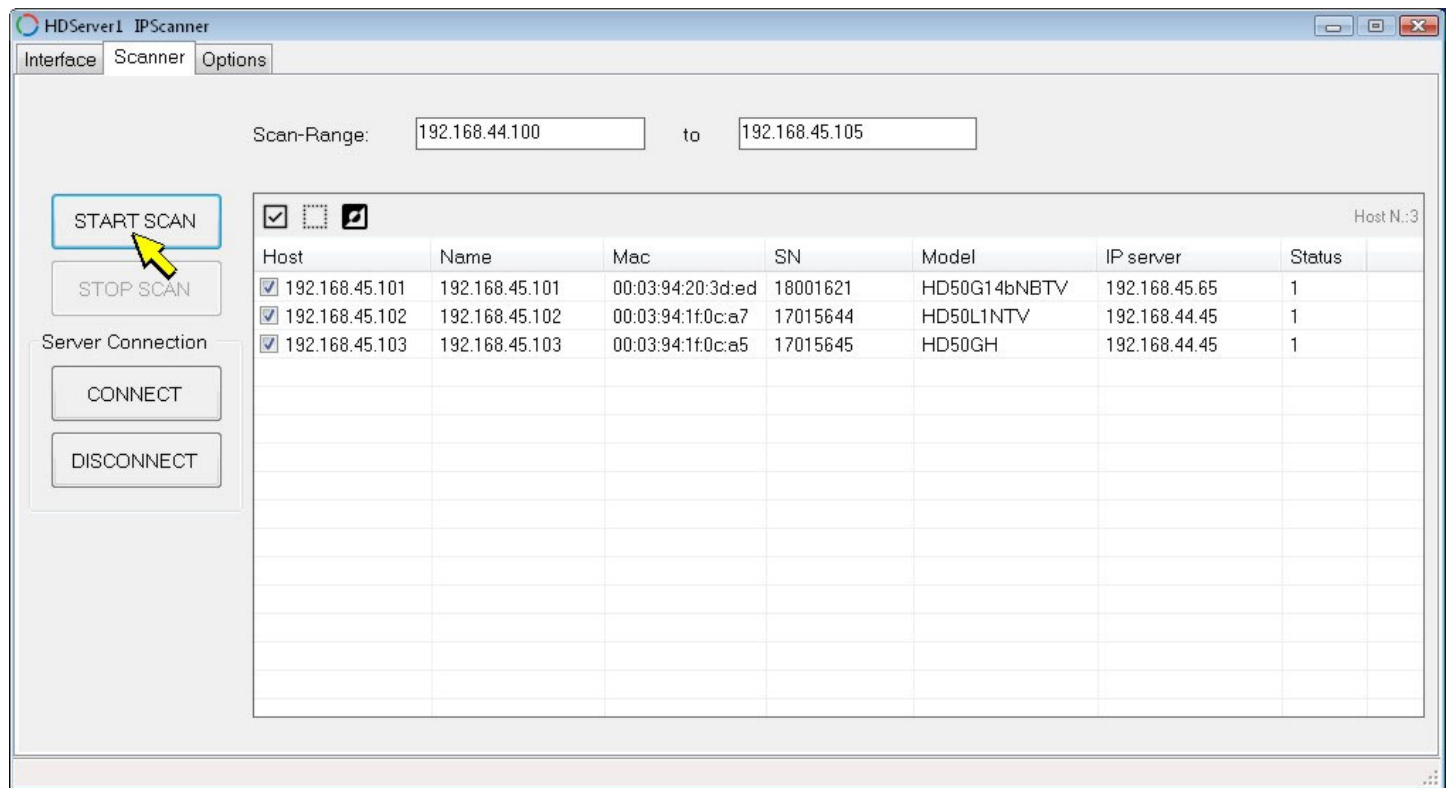 HDServer1 IPScanner
Interface Scanner Options
Scan-Range: 192.168.44.100 to 192.168.45.105
START SCAN
STOP SCAN
Server Connection
CONNECT
DISCONNECT
Host N.:3
Host Name Mac SN Model IP server Status
192.168.45.101 192.168.45.101 00:03:94:20:3d:ed 18001621 HD50G14bNBTV 192.168.45.65 1
192.168.45.102 192.168.45.102 00:03:94:1f:0c:a7 17015644 HD50L1NTV 192.168.44.45 1
192.168.45.103 192.168.45.103 00:03:94:1f:0c:a5 17015645 HD50GH 192.168.44.45 1